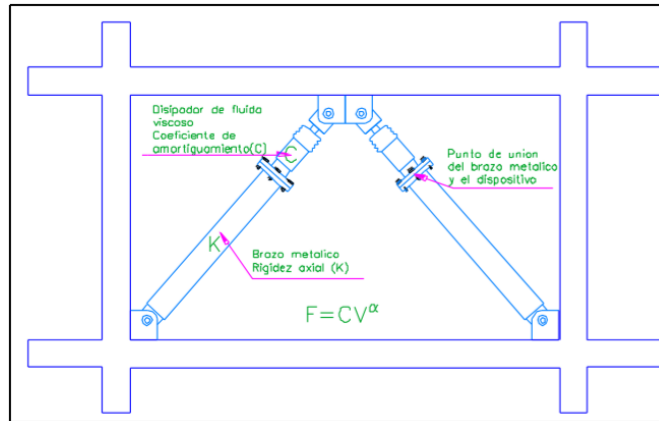 Disipador de fluida
viscoso
Coeficiente de
amortiguamiento(C)
C
Punto de union
del brazo metalico
y el dispositivo
K
Brazo metalico
Rigidez axial (K)
F=CV^α